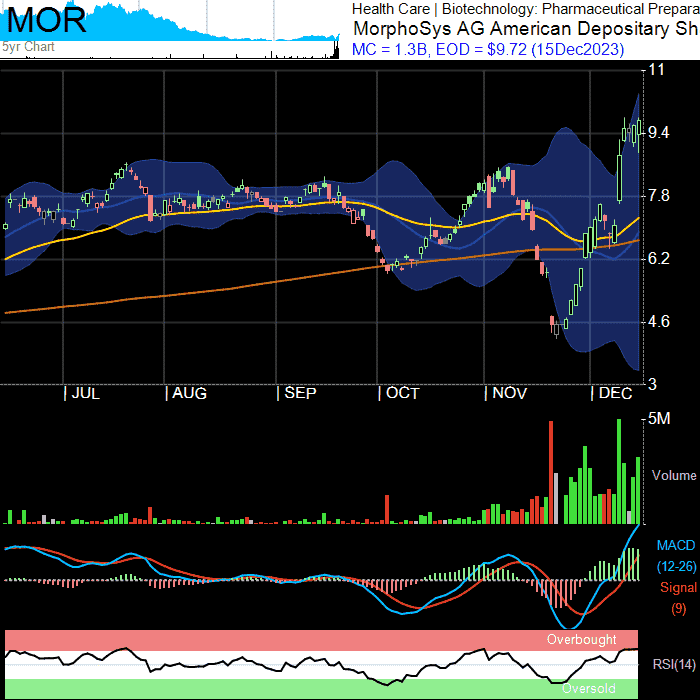 MOR
5yr Chart
Health Care | Biotechnology: Pharmaceutical Prepara
MorphoSys AG American Depositary Sh
MC = 1.3B, EOD = $9.72 (15Dec2023)
11
9.4
7.8
6.2
4.6
3
| JUL | AUG | SEP | OCT | NOV | DEC
5M
Volume
MACD
(12-26)
Signal
(9)
Overbought
RSI(14)
Oversold